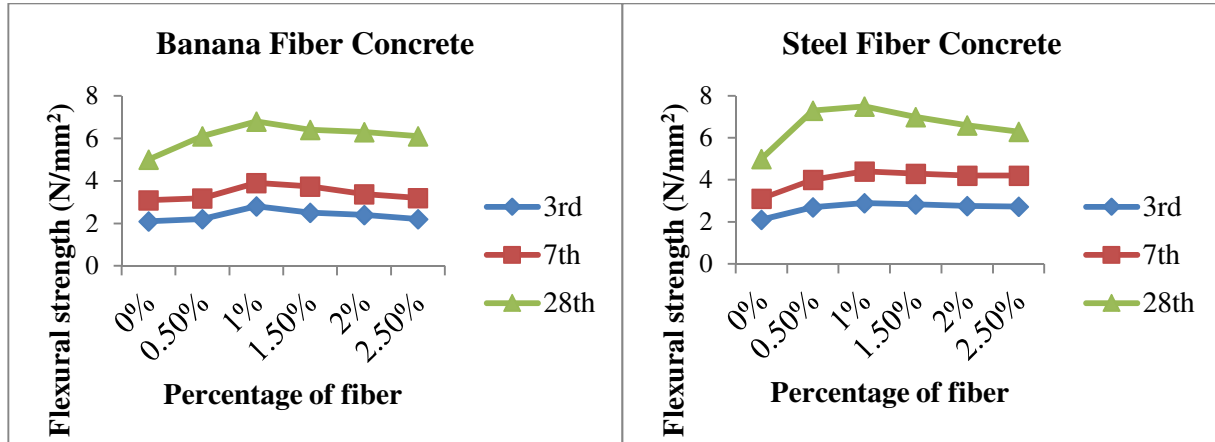 Banana Fiber Concrete
Flexural strength (N/mm²)
8
6
4
2
0
0%
0.50%
1%
1.50%
2%
2.50%
Percentage of fiber
3rd
7th
28th
Steel Fiber Concrete
Flexural strength (N/mm²)
8
6
4
2
0
0%
0.50%
1%
1.50%
2%
2.50%
Percentage of fiber
3rd
7th
28th